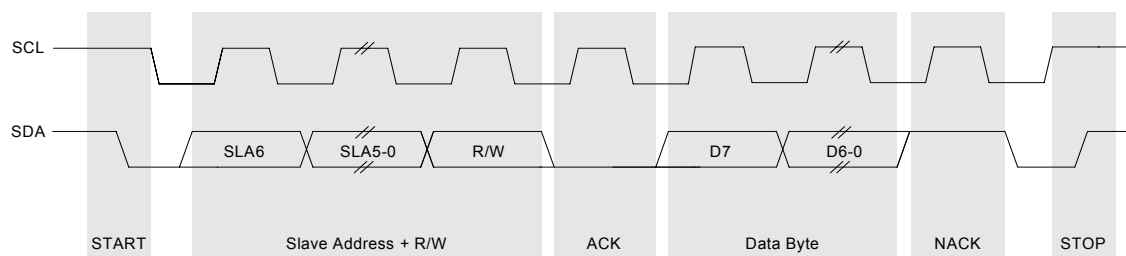 SCL
SDA
SLA6
SLA5-0
R/W
D7
D6-0
START
Slave Address + R/W
ACK
Data Byte
NACK
STOP